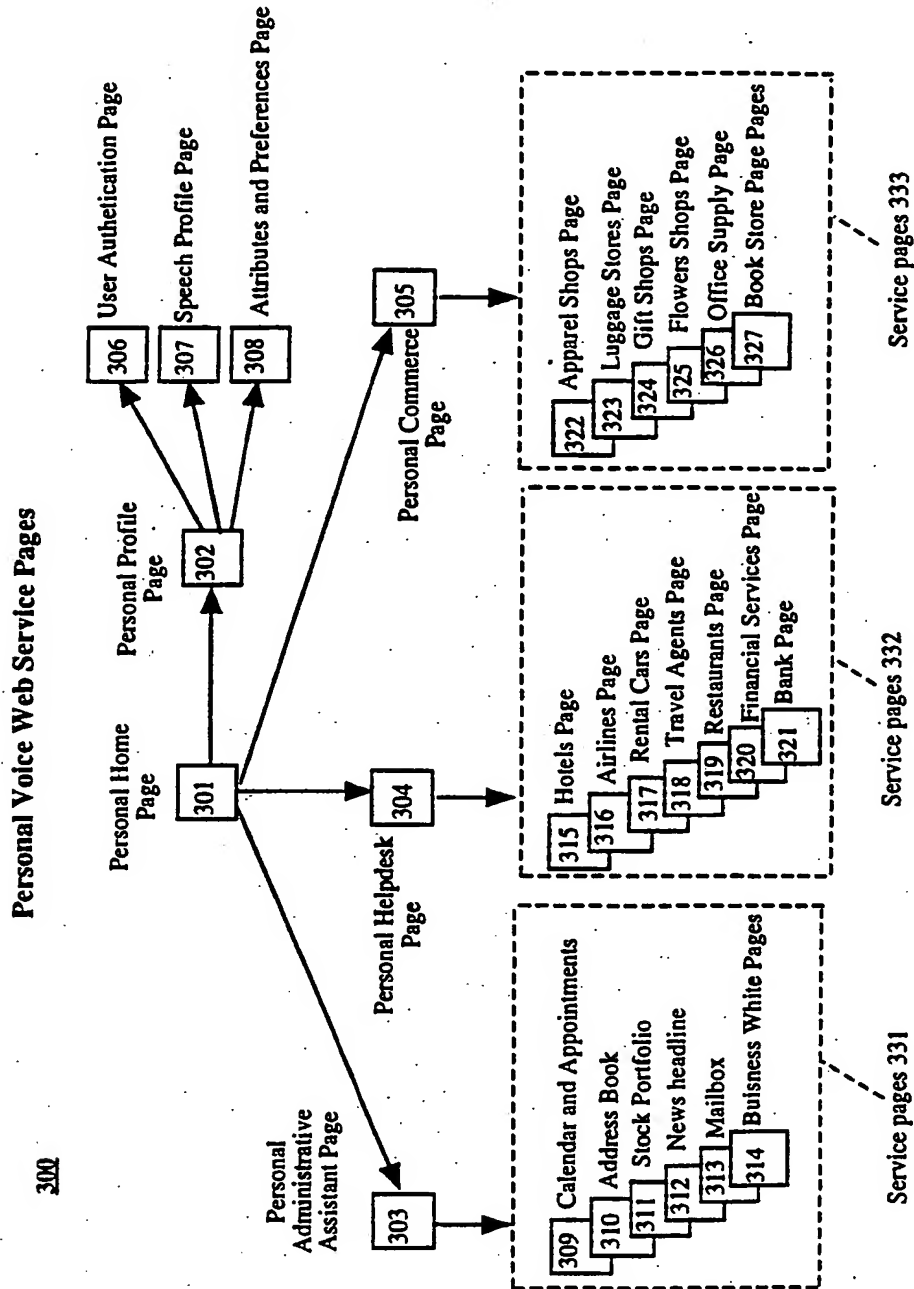 Personal Voice Web Service Pages
300
Personal Home
Page
301
Personal Profile
Page
302
306
User Authetication Page
307
Speech Profile Page
308
Attributes and Preferences Page
Personal
Administrative
Assistant Page
303
Personal Helpdesk
Page
304
Personal Commerce
Page
305
309 Calendar and Appointments
310 Address Book
311 Stock Portfolio
312 News headline
313 Mailbox
314 Buisness White Pages
Service pages 331
315 Hotels Page
316 Airlines Page
317 Rental Cars Page
318 Travel Agents Page
319 Restaurants Page
320 Financial Services Page
321 Bank Page
Service pages 332
322 Apparel Shops Page
323 Luggage Stores Page
324 Gift Shops Page
325 Flowers Shops Page
326 Office Supply Page
327 Book Store Page Pages
Service pages 333